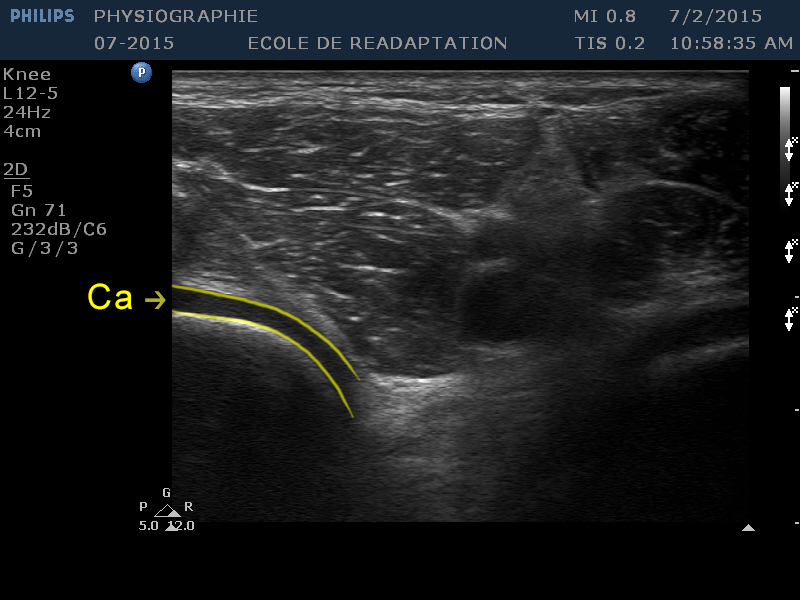 PHILIPS PHYSIOGRAPHIE MI 0.8 7/2/2015
07-2015 ECOLE DE READAPTATION TIS 0.2 10:58:35 AM
Knee
P
L12-5
24Hz
4cm
2D
F5
Gn 71
232dB/C6
G/3/3
Ca →
G
P R
5.0 12.0